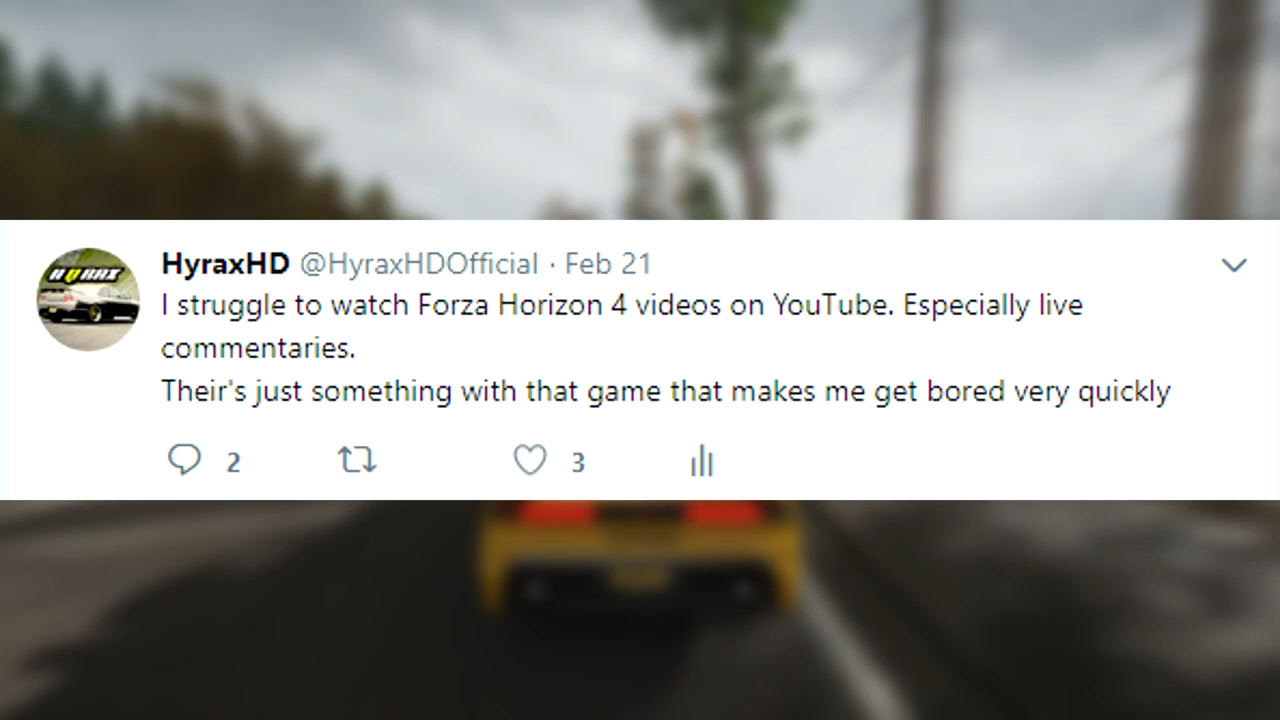 HYRAX
HyraxHD @HyraxHDOfficial · Feb 21
I struggle to watch Forza Horizon 4 videos on YouTube. Especially live
commentaries.
Their's just something with that game that makes me get bored very quickly
2 3